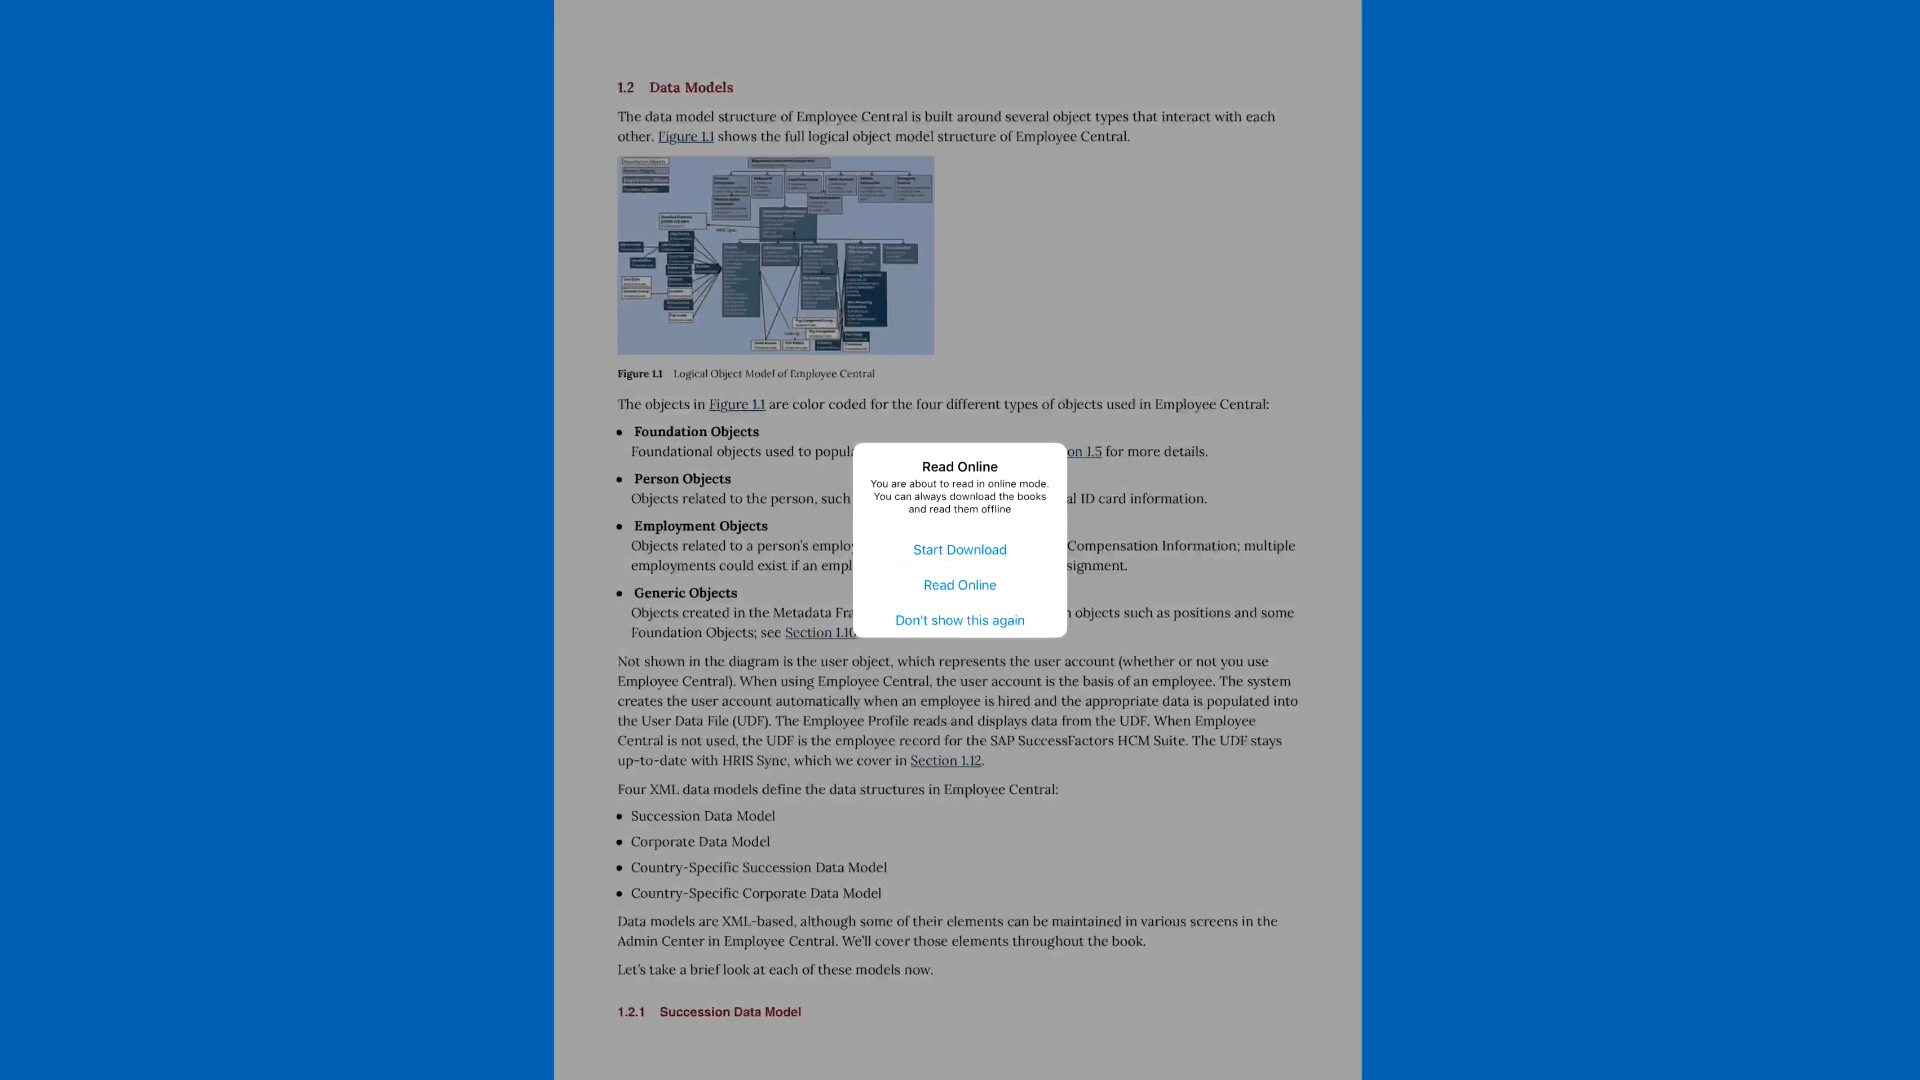 1.2 Data Models
The data model structure of Employee Central is built around several object types that interact with each
other. Figure 1.1 shows the full logical object model structure of Employee Central.
Figure 1.1 Logical Object Model of Employee Central
The objects in Figure 1.1 are color coded for the four different types of objects used in Employee Central:
• Foundation Objects
Foundational objects used to popul
on 1.5 for more details.
• Person Objects
Objects related to the person, such
al ID card information.
• Employment Objects
Objects related to a person's emplo
Compensation Information; multiple
employments could exist if an empl
signment.
• Generic Objects
Objects created in the Metadata Fra
objects such as positions and some
Foundation Objects; see Section 1.10
Read Online
You are about to read in online mode.
You can always download the books
and read them offline
Start Download
Read Online
Don't show this again
Not shown in the diagram is the user object, which represents the user account (whether or not you use
Employee Central). When using Employee Central, the user account is the basis of an employee. The system
creates the user account automatically when an employee is hired and the appropriate data is populated into
the User Data File (UDF). The Employee Profile reads and displays data from the UDF. When Employee
Central is not used, the UDF is the employee record for the SAP SuccessFactors HCM Suite. The UDF stays
up-to-date with HRIS Sync, which we cover in Section 1.12.
Four XML data models define the data structures in Employee Central:
• Succession Data Model
• Corporate Data Model
• Country-Specific Succession Data Model
• Country-Specific Corporate Data Model
Data models are XML-based, although some of their elements can be maintained in various screens in the
Admin Center in Employee Central. We'll cover those elements throughout the book.
Let's take a brief look at each of these models now.
1.2.1 Succession Data Model